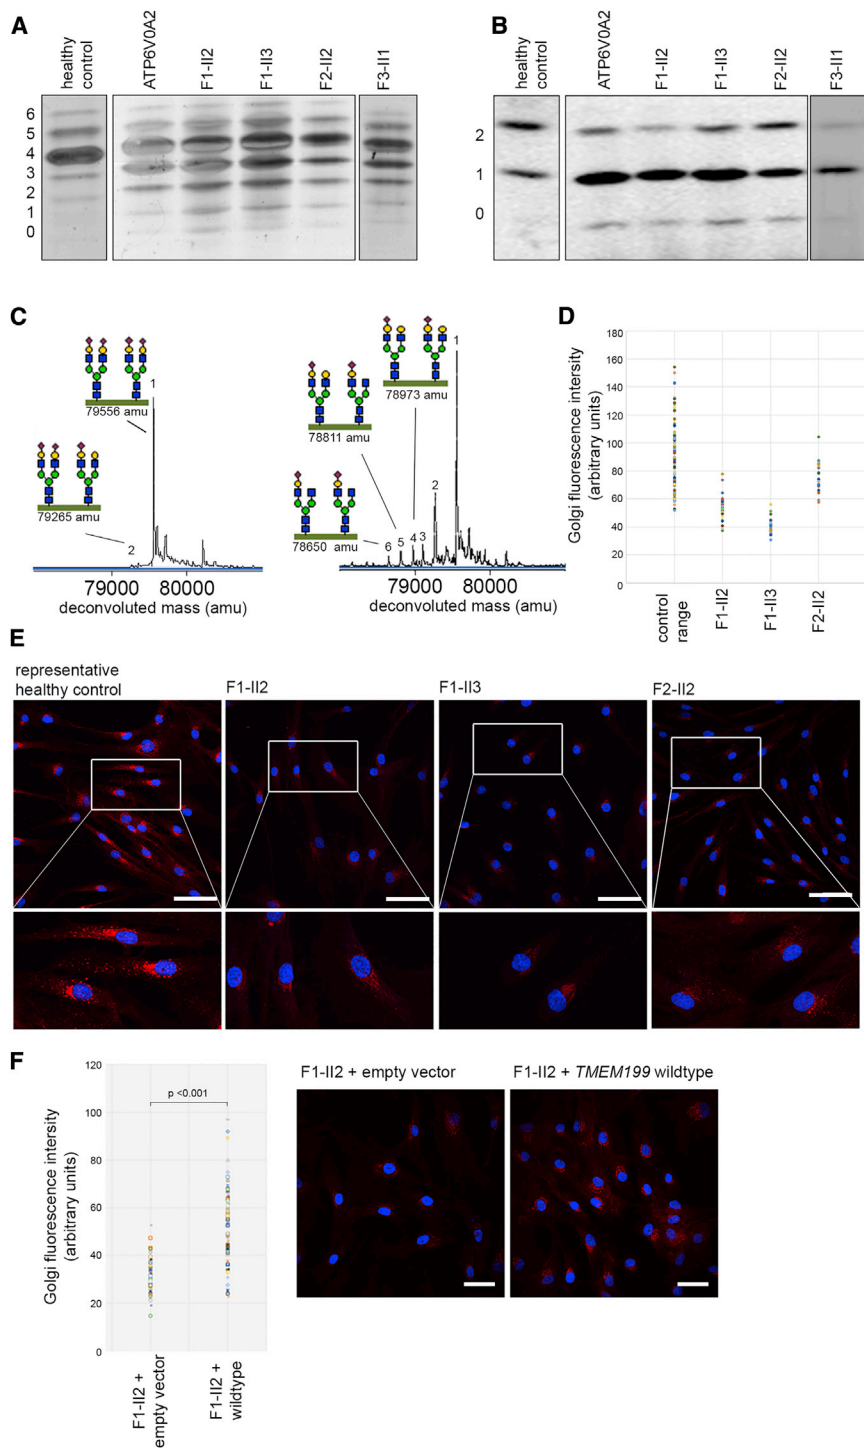 A
healthy
control
ATP6V0A2
F1-II2
F1-II3
F2-II2
F3-II1
6
5
4
3
2
1
0
B
healthy
control
ATP6V0A2
F1-II2
F1-II3
F2-II2
F3-II1
2
1
0
C
1
79556 amu
79265 amu
2
79000 80000
deconvoluted mass (amu)
1
78973 amu
78811 amu
78650 amu
2
6 5 4 3
79000 80000
deconvoluted mass (amu)
D
Golgi fluorescence intensity
(arbitrary units)
180
160
140
120
100
80
60
40
20
0
control
range
F1-II2
F1-II3
F2-II2
E
representative
healthy control
F1-II2
F1-II3
F2-II2
F
Golgi fluorescence intensity
(arbitrary units)
120
100
80
60
40
20
0
p <0.001
F1-II2 +
empty vector
F1-II2 +
wildtype
F1-II2 + empty vector
F1-II2 + TMEM199 wildtype